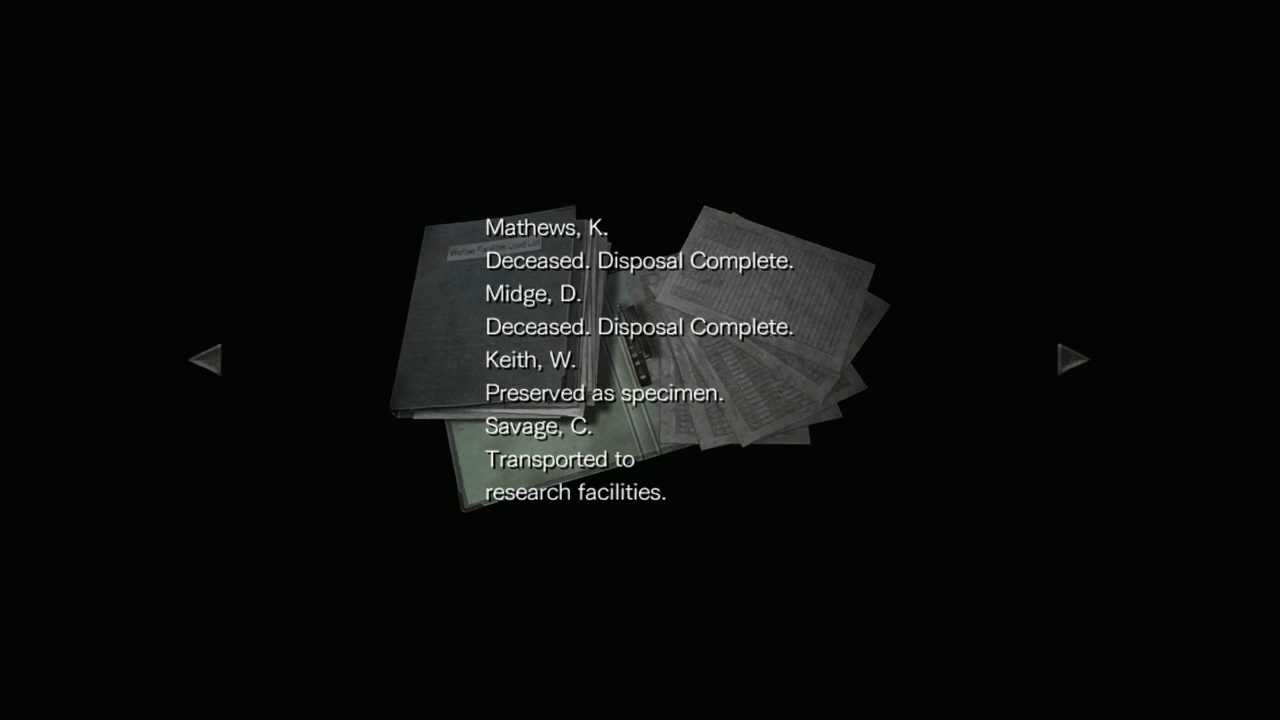 Mathews, K.
Deceased. Disposal Complete.
Midge, D.
Deceased. Disposal Complete.
Keith, W.
Preserved as specimen.
Savage, C.
Transported to
research facilities.